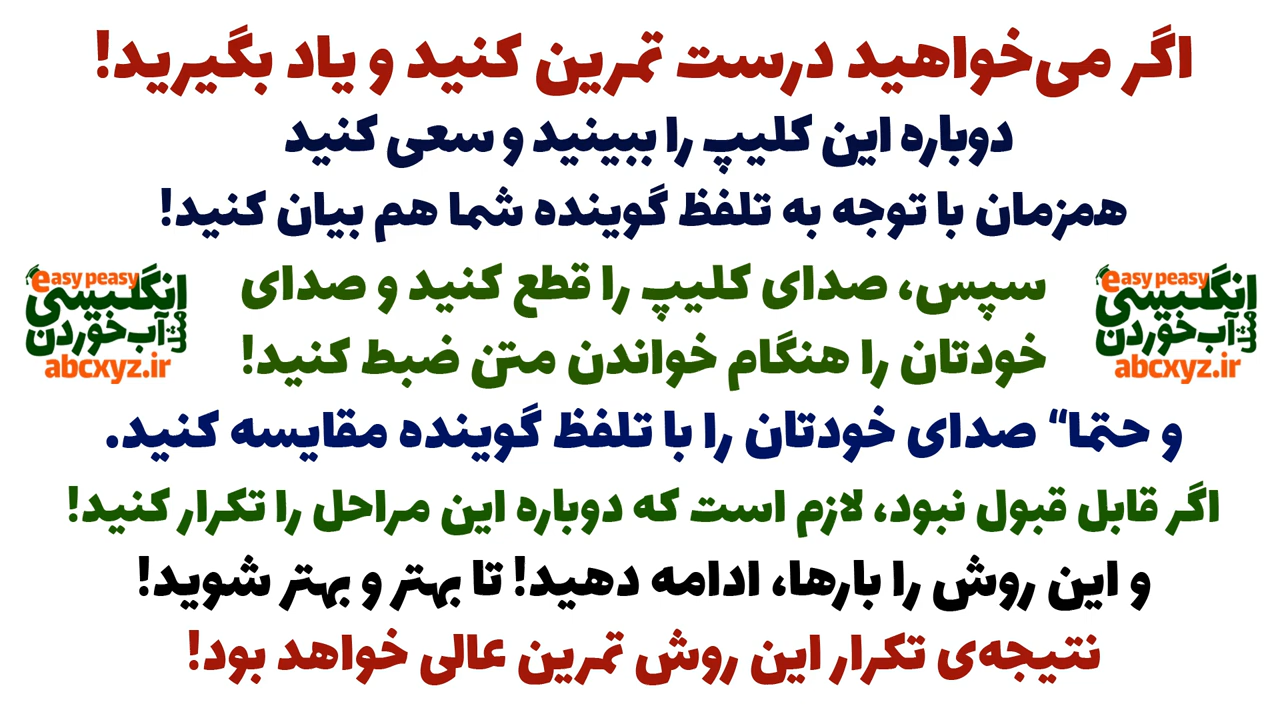 اگر می‌خواهید درست تمرین کنید و یاد بگیرید!
دوباره این کلیپ را ببینید و سعی کنید
همزمان با توجه به تلفظ گوینده شما هم بیان کنید!
سپس، صدای کلیپ را قطع کنید و صدای
خودتان را هنگام خواندن متن ضبط کنید!
و حتما“ صدای خودتان را با تلفظ گوینده مقایسه کنید.
اگر قابل قبول نبود، لازم است که دوباره این مراحل را تکرار کنید!
و این روش را بارها، ادامه دهید! تا بهتر و بهتر شوید!
نتیجه‌ی تکرار این روش تمرین عالی خواهد بود!
easy peasy
انگلیسی
مثل آب خوردن
abcxyz.ir
easy peasy
انگلیسی
مثل آب خوردن
abcxyz.ir